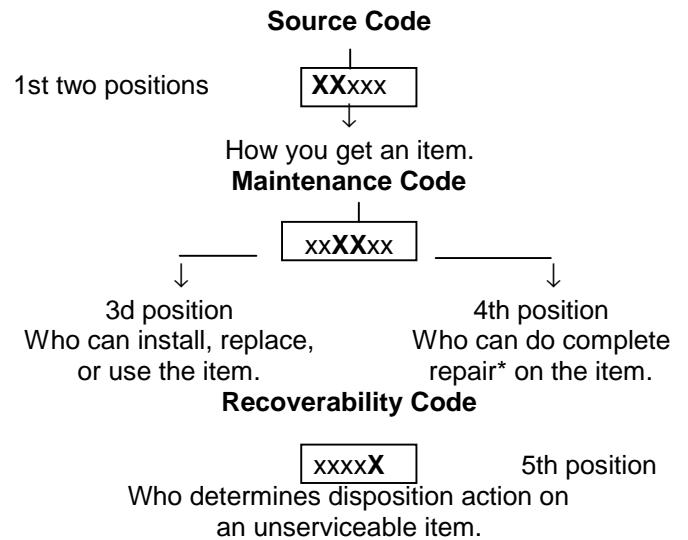 Source Code
1st two positions XXxxx
How you get an item.
Maintenance Code
xxXXxx
3d position 4th position
Who can install, replace, Who can do complete
or use the item. repair* on the item.
Recoverability Code
xxxxX 5th position
Who determines disposition action on
an unserviceable item.